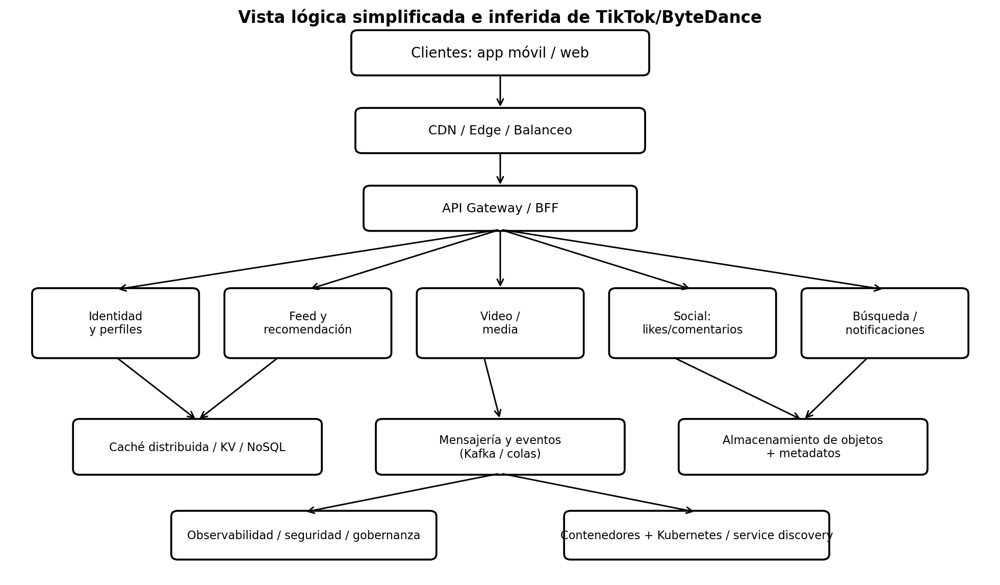 Vista lógica simplificada e inferida de TikTok/ByteDance
Clientes: app móvil / web
CDN / Edge / Balanceo
API Gateway / BFF
Identidad
y perfiles
Feed y
recomendación
Video /
media
Social:
likes/comentarios
Búsqueda /
notificaciones
Caché distribuida / KV / NoSQL
Mensajería y eventos
(Kafka / colas)
Almacenamiento de objetos
+ metadatos
Observabilidad / seguridad / gobernanza
Contenedores + Kubernetes / service discovery